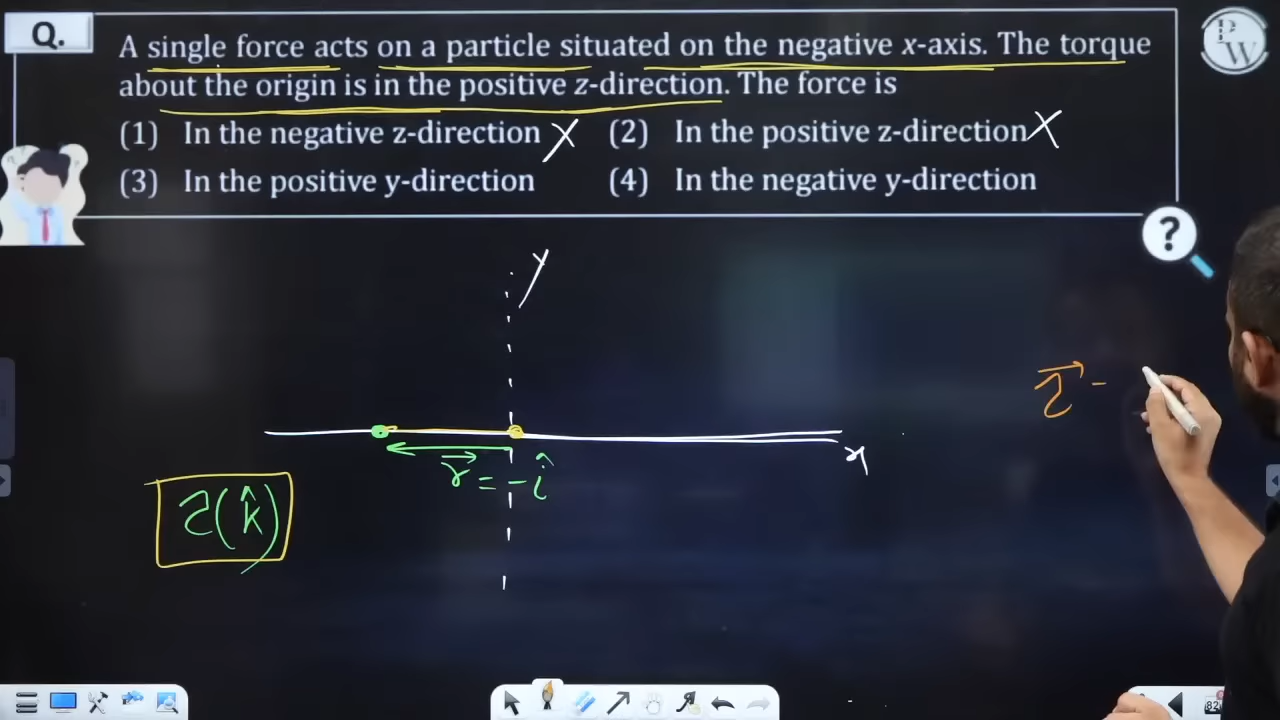 Q.
A single force acts on a particle situated on the negative x-axis. The torque
about the origin is in the positive z-direction. The force is
(1) In the negative z-direction X (2) In the positive z-direction X
(3) In the positive y-direction (4) In the negative y-direction
PW
?
y
x
r⃗ = -î
τ(k̂)
τ⃗ -